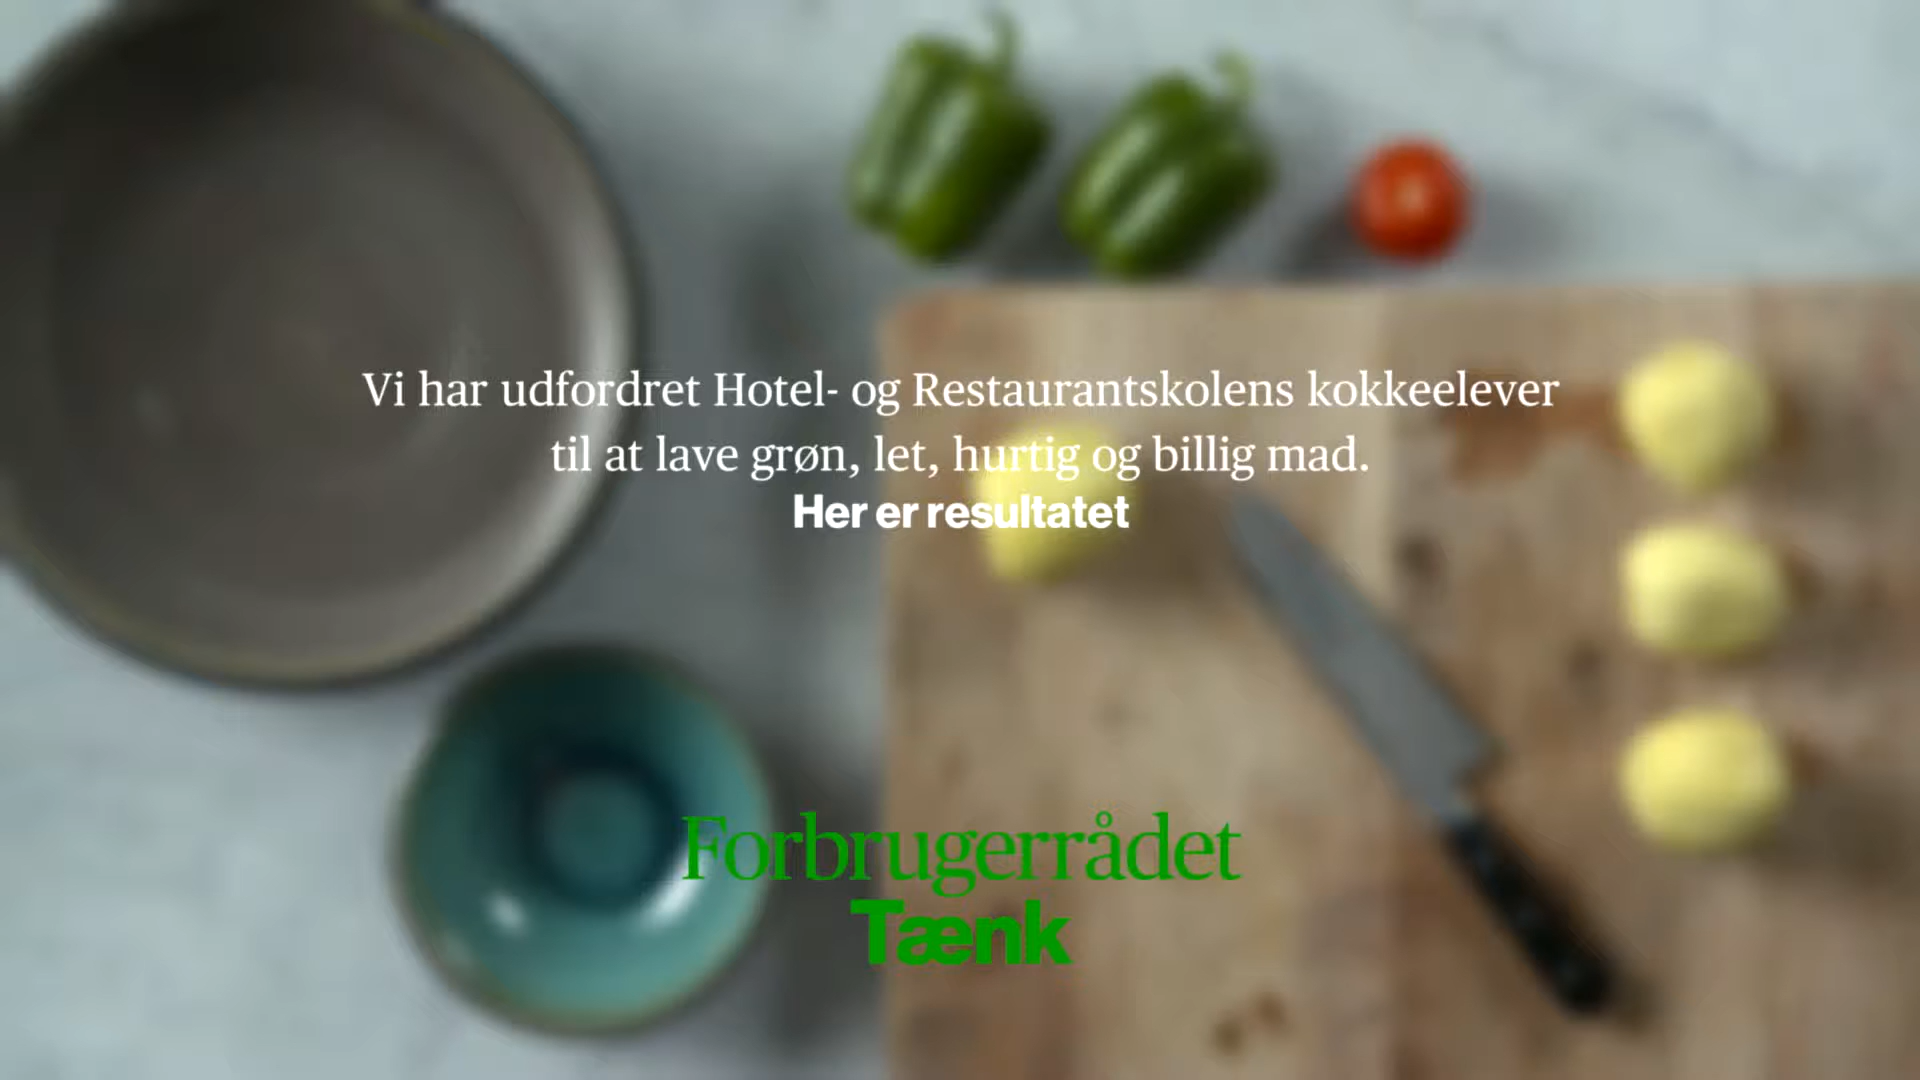 Vi har udfordret Hotel- og Restaurantskolens kokkeelever
til at lave grøn, let, hurtig og billig mad.
Her er resultatet
Forbrugerrådet
Tænk